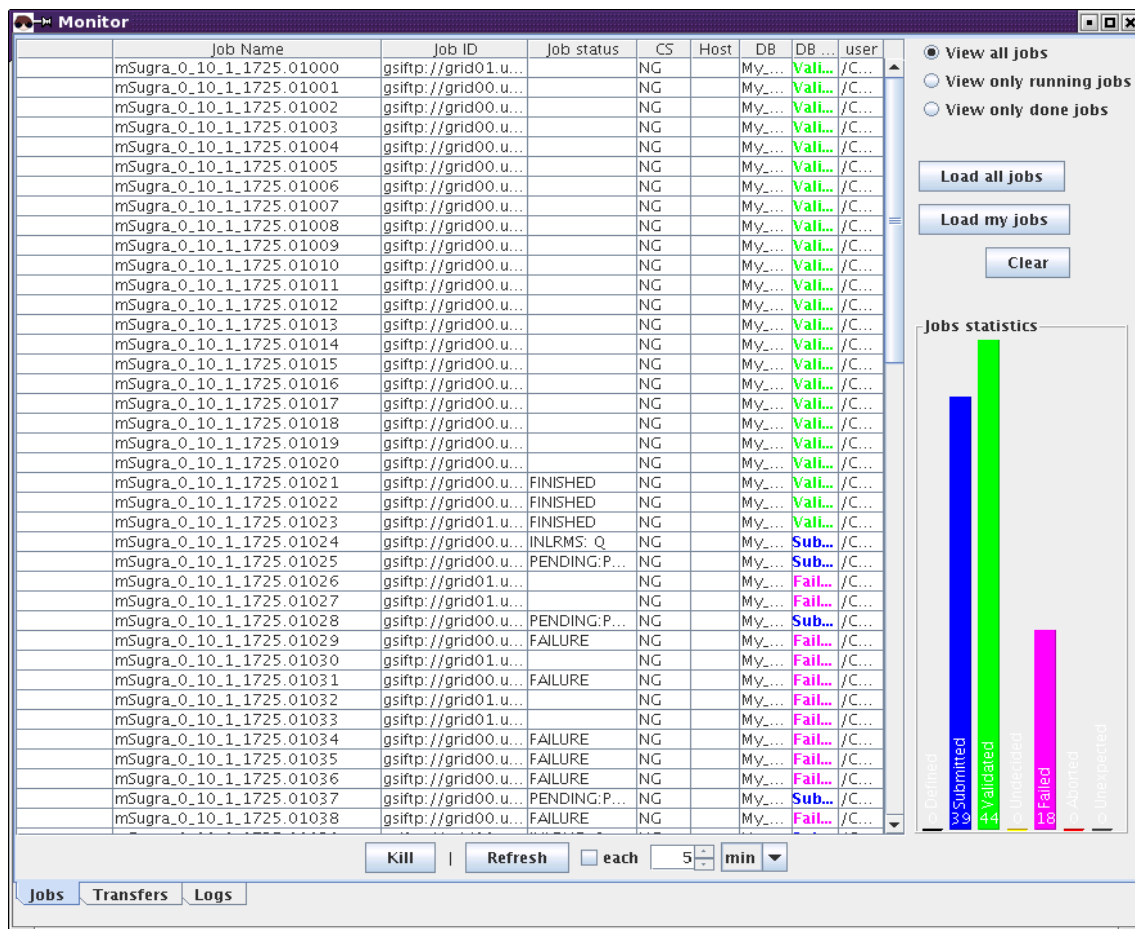 Monitor
Job Name Job ID Job status CS Host DB DB ... user
mSugra_0_10_1_1725.01000 gsiftp://grid01.u... NG My_... Vali... /C...
mSugra_0_10_1_1725.01001 gsiftp://grid00.u... NG My_... Vali... /C...
mSugra_0_10_1_1725.01002 gsiftp://grid00.u... NG My_... Vali... /C...
mSugra_0_10_1_1725.01003 gsiftp://grid00.u... NG My_... Vali... /C...
mSugra_0_10_1_1725.01004 gsiftp://grid00.u... NG My_... Vali... /C...
mSugra_0_10_1_1725.01005 gsiftp://grid00.u... NG My_... Vali... /C...
mSugra_0_10_1_1725.01006 gsiftp://grid00.u... NG My_... Vali... /C...
mSugra_0_10_1_1725.01007 gsiftp://grid00.u... NG My_... Vali... /C...
mSugra_0_10_1_1725.01008 gsiftp://grid00.u... NG My_... Vali... /C...
mSugra_0_10_1_1725.01009 gsiftp://grid00.u... NG My_... Vali... /C...
mSugra_0_10_1_1725.01010 gsiftp://grid00.u... NG My_... Vali... /C...
mSugra_0_10_1_1725.01011 gsiftp://grid00.u... NG My_... Vali... /C...
mSugra_0_10_1_1725.01012 gsiftp://grid00.u... NG My_... Vali... /C...
mSugra_0_10_1_1725.01013 gsiftp://grid00.u... NG My_... Vali... /C...
mSugra_0_10_1_1725.01014 gsiftp://grid00.u... NG My_... Vali... /C...
mSugra_0_10_1_1725.01015 gsiftp://grid00.u... NG My_... Vali... /C...
mSugra_0_10_1_1725.01016 gsiftp://grid00.u... NG My_... Vali... /C...
mSugra_0_10_1_1725.01017 gsiftp://grid00.u... NG My_... Vali... /C...
mSugra_0_10_1_1725.01018 gsiftp://grid00.u... NG My_... Vali... /C...
mSugra_0_10_1_1725.01019 gsiftp://grid00.u... NG My_... Vali... /C...
mSugra_0_10_1_1725.01020 gsiftp://grid00.u... NG My_... Vali... /C...
mSugra_0_10_1_1725.01021 gsiftp://grid00.u... FINISHED NG My_... Vali... /C...
mSugra_0_10_1_1725.01022 gsiftp://grid00.u... FINISHED NG My_... Vali... /C...
mSugra_0_10_1_1725.01023 gsiftp://grid01.u... FINISHED NG My_... Vali... /C...
mSugra_0_10_1_1725.01024 gsiftp://grid00.u... INLRMS: Q NG My_... Sub... /C...
mSugra_0_10_1_1725.01025 gsiftp://grid00.u... PENDING:P... NG My_... Sub... /C...
mSugra_0_10_1_1725.01026 gsiftp://grid01.u... NG My_... Fail... /C...
mSugra_0_10_1_1725.01027 gsiftp://grid01.u... NG My_... Fail... /C...
mSugra_0_10_1_1725.01028 gsiftp://grid00.u... PENDING:P... NG My_... Sub... /C...
mSugra_0_10_1_1725.01029 gsiftp://grid00.u... FAILURE NG My_... Fail... /C...
mSugra_0_10_1_1725.01030 gsiftp://grid01.u... NG My_... Fail... /C...
mSugra_0_10_1_1725.01031 gsiftp://grid00.u... FAILURE NG My_... Fail... /C...
mSugra_0_10_1_1725.01032 gsiftp://grid01.u... NG My_... Fail... /C...
mSugra_0_10_1_1725.01033 gsiftp://grid01.u... NG My_... Fail... /C...
mSugra_0_10_1_1725.01034 gsiftp://grid00.u... FAILURE NG My_... Fail... /C...
mSugra_0_10_1_1725.01035 gsiftp://grid00.u... FAILURE NG My_... Fail... /C...
mSugra_0_10_1_1725.01036 gsiftp://grid00.u... FAILURE NG My_... Fail... /C...
mSugra_0_10_1_1725.01037 gsiftp://grid00.u... PENDING:P... NG My_... Sub... /C...
mSugra_0_10_1_1725.01038 gsiftp://grid00.u... FAILURE NG My_... Fail... /C...
View all jobs
View only running jobs
View only done jobs
Load all jobs
Load my jobs
Clear
Jobs statistics
0 Defined
39 Submitted
44 Validated
0 Undecided
18 Failed
0 Aborted
0 Unexpected
Kill | Refresh each 5 min
Jobs Transfers Logs